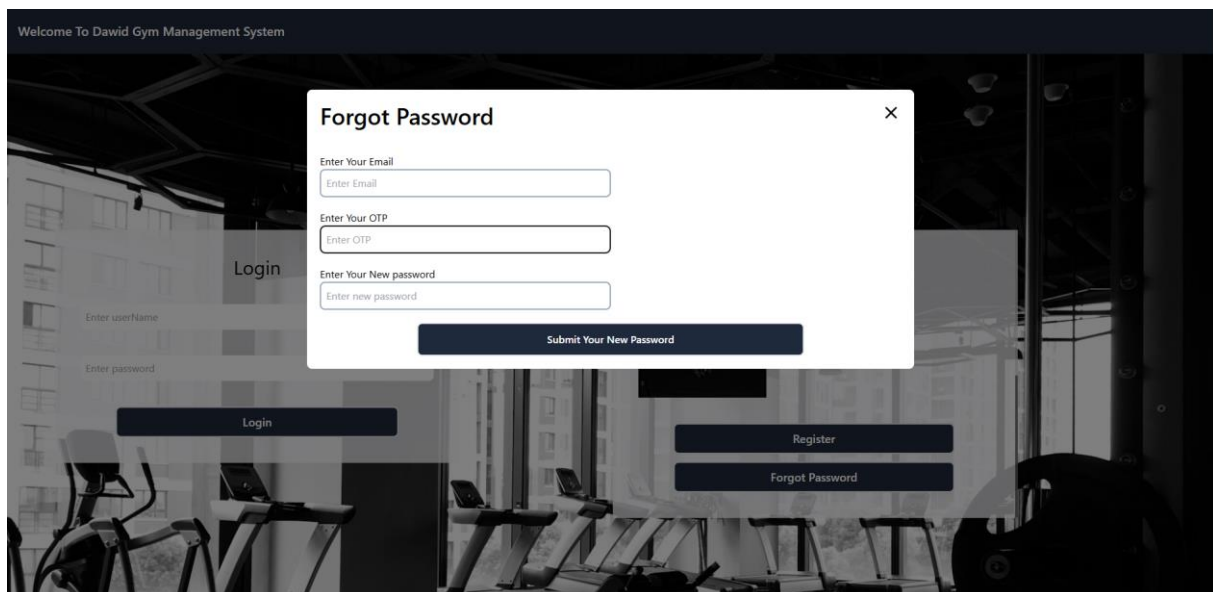 Welcome To Dawid Gym Management System
Forgot Password
Enter Your Email
Enter Email
Enter Your OTP
Enter OTP
Enter Your New password
Enter new password
Submit Your New Password
Login
Enter userName
Enter password
Login
Register
Forgot Password